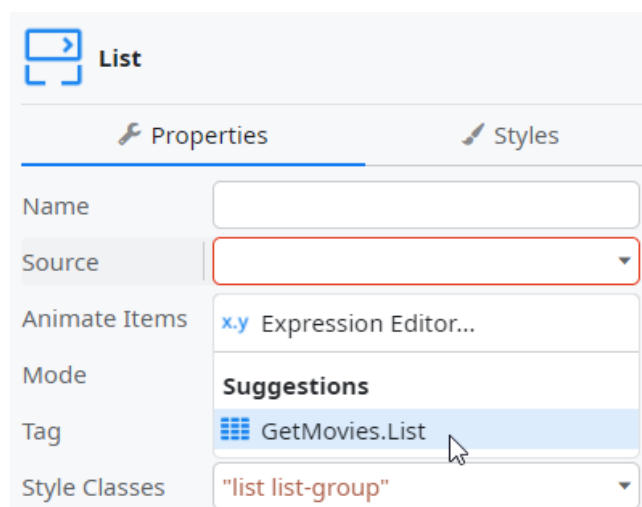 List
Properties
Styles
Name
Source
Animate Items
x.y Expression Editor...
Mode
Suggestions
Tag
GetMovies.List
Style Classes
"list list-group"